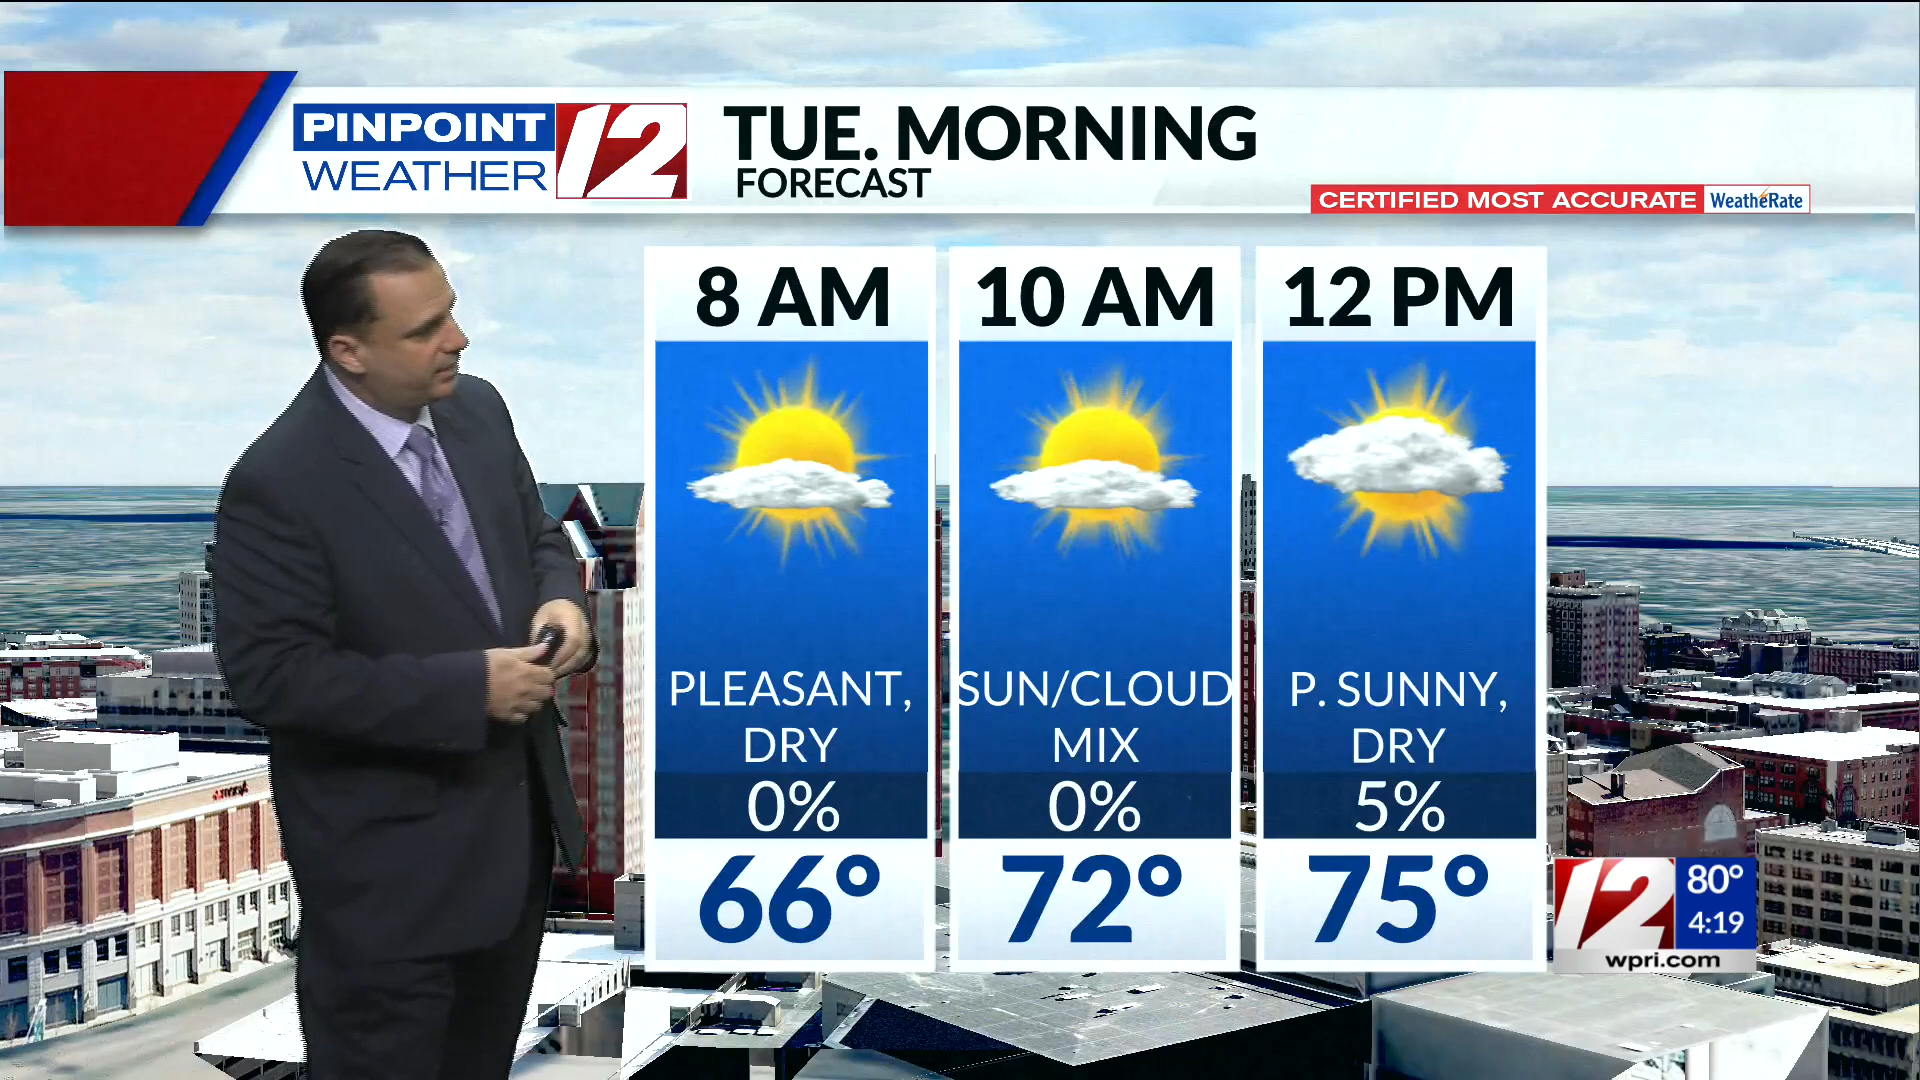 PINPOINT
WEATHER
12
TUE. MORNING
FORECAST
CERTIFIED MOST ACCURATE WeatheRate
8 AM
PLEASANT,
DRY
0%
66°
10 AM
SUN/CLOUD
MIX
0%
72°
12 PM
P. SUNNY,
DRY
5%
75°
macy's
12
80°
4:19
wpri.com